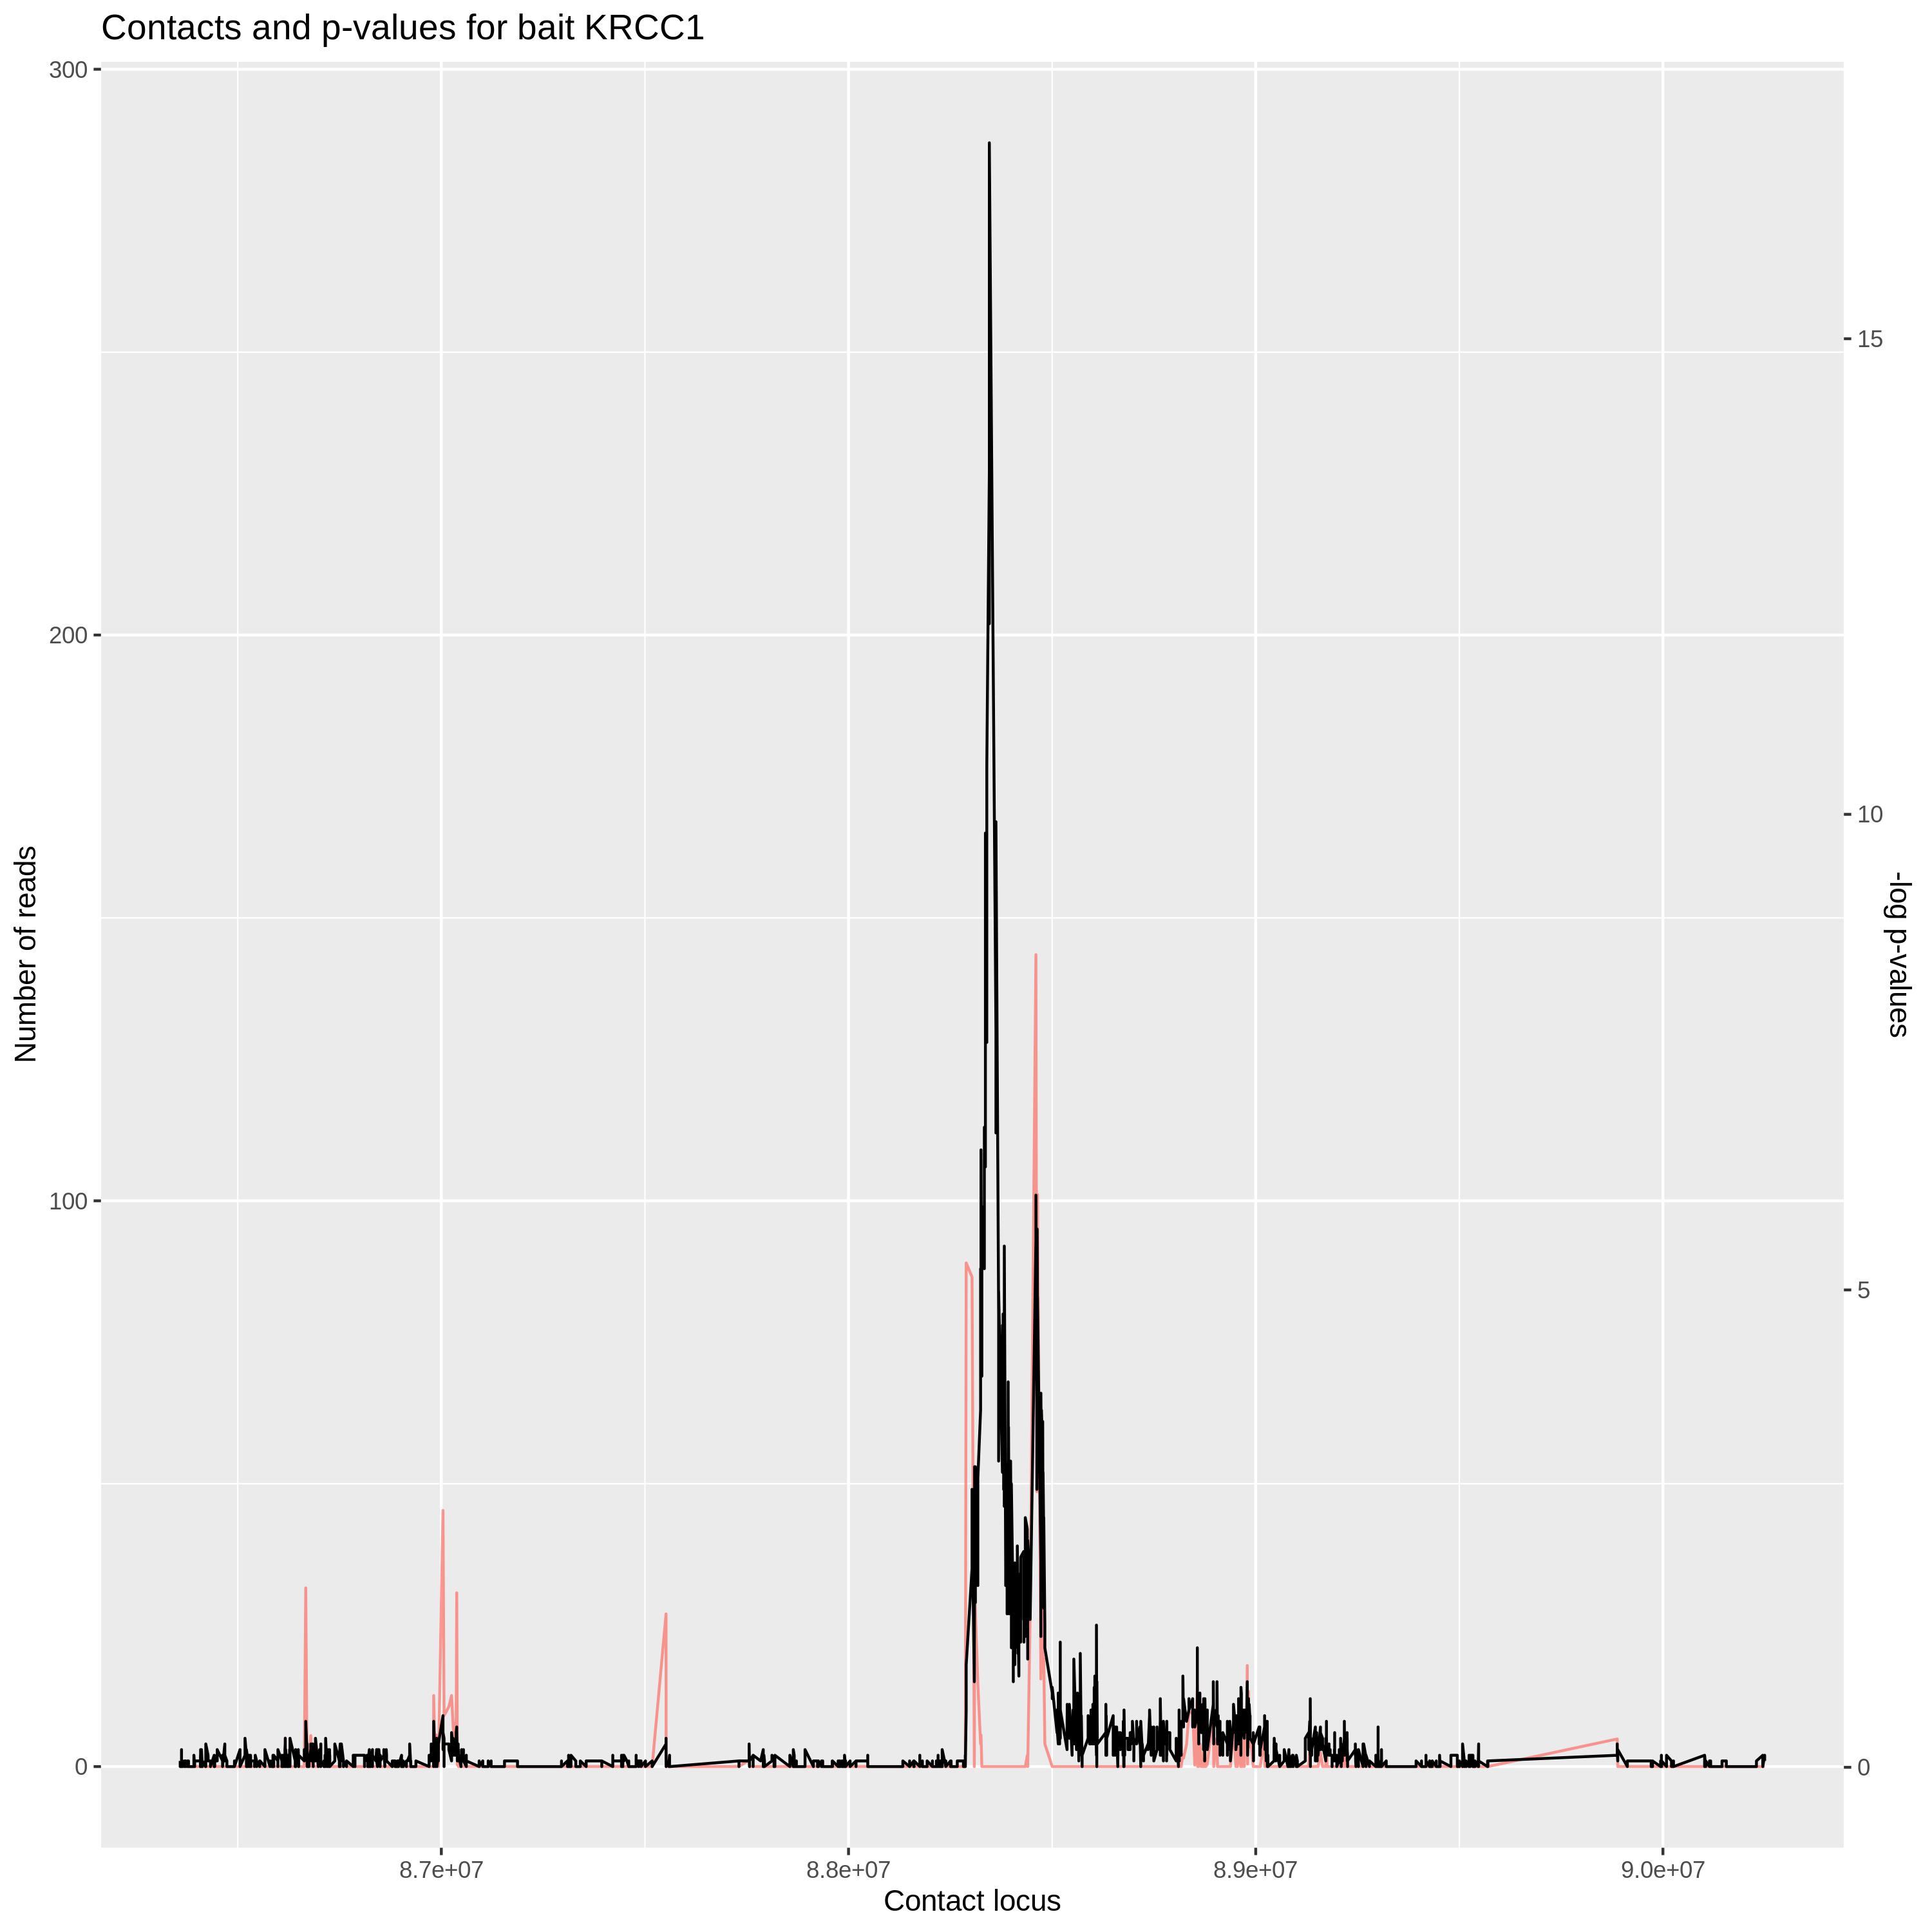 Contacts and p-values for bait KRCC1
300
200
100
0
Number of reads
15
10
5
0
-log p-values
8.7e+07
8.8e+07
8.9e+07
9.0e+07
Contact locus